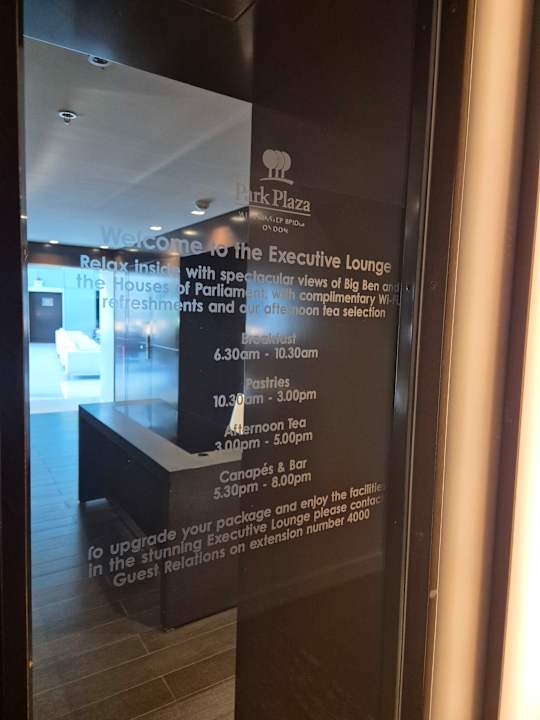 Park Plaza
WESTMINSTER BRIDGE
LONDON
Welcome to the Executive Lounge
Relax inside with spectacular views of Big Ben and
the Houses of Parliament, with complimentary Wi-Fi,
refreshments and our afternoon tea selection
Breakfast
6.30am - 10.30am
Pastries
10.30am - 3.00pm
Afternoon Tea
3.00pm - 5.00pm
Canapés & Bar
5.30pm - 8.00pm
To upgrade your package and enjoy the facilities
in the stunning Executive Lounge please contact
Guest Relations on extension number 4000